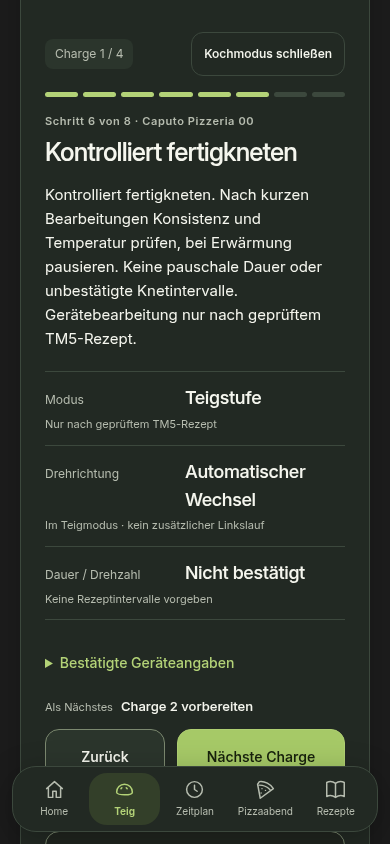 Charge 1 / 4
Kochmodus schließen
Schritt 6 von 8 · Caputo Pizzeria 00
Kontrolliert fertigkneten
Kontrolliert fertigkneten. Nach kurzen
Bearbeitungen Konsistenz und
Temperatur prüfen, bei Erwärmung
pausieren. Keine pauschale Dauer oder
unbestätigte Knetintervalle.
Gerätebearbeitung nur nach geprüftem
TM5-Rezept.
Modus
Teigstufe
Nur nach geprüftem TM5-Rezept
Drehrichtung
Automatischer
Wechsel
Im Teigmodus · kein zusätzlicher Linkslauf
Dauer / Drehzahl
Nicht bestätigt
Keine Rezeptintervalle vorgeben
Bestätigte Geräteangaben
Als Nächstes Charge 2 vorbereiten
Zurück
Nächste Charge
Home
Teig
Zeitplan
Pizzaabend
Rezepte